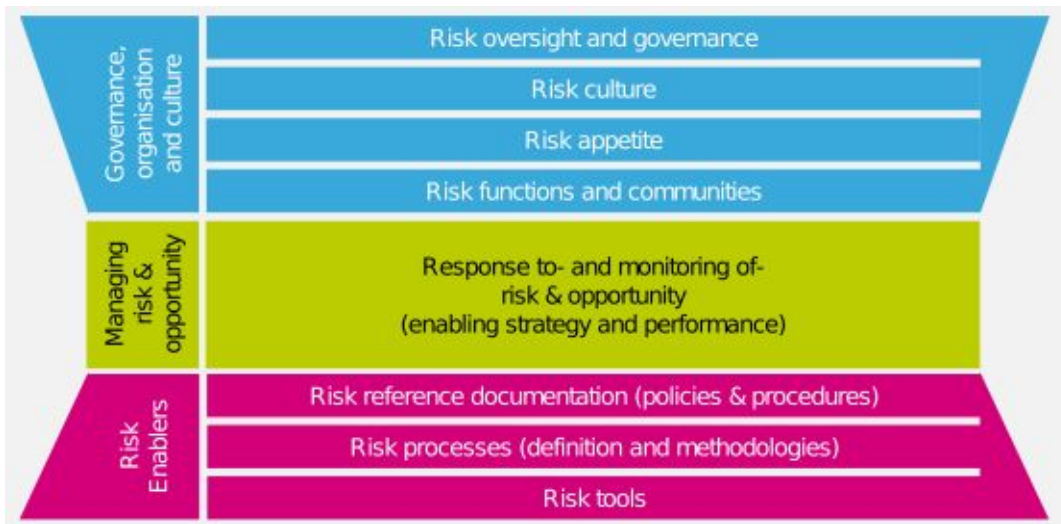 Governance,
organisation
and culture
Risk oversight and governance
Risk culture
Risk appetite
Risk functions and communities
Managing
risk &
opportunity
Response to- and monitoring of-
risk & opportunity
(enabling strategy and performance)
Risk
Enablers
Risk reference documentation (policies & procedures)
Risk processes (definition and methodologies)
Risk tools